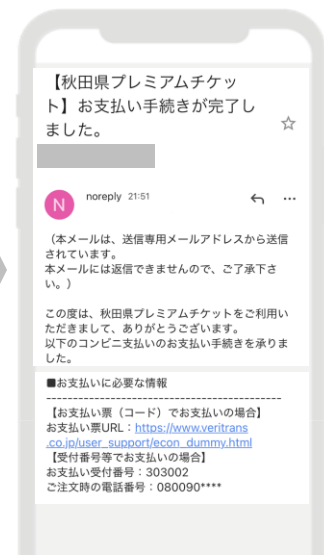 【秋田県プレミアムチケッ
ト】お支払い手続きが完了し
ました。
N
noreply 21:51
（本メールは、送信専用メールアドレスから送信
されています。
本メールには返信できませんので、ご了承下さ
い。）
この度は、秋田県プレミアムチケットをご利用い
ただきまして、ありがとうございます。
以下のコンビニ支払いのお支払い手続きを承りま
した。
■お支払いに必要な情報
--------------------------------------------
【お支払い票（コード）でお支払いの場合】
お支払い票URL：https://www.veritrans
.co.jp/user_support/econ_dummy.html
【受付番号等でお支払いの場合】
お支払い受付番号：303002
ご注文時の電話番号：080090****